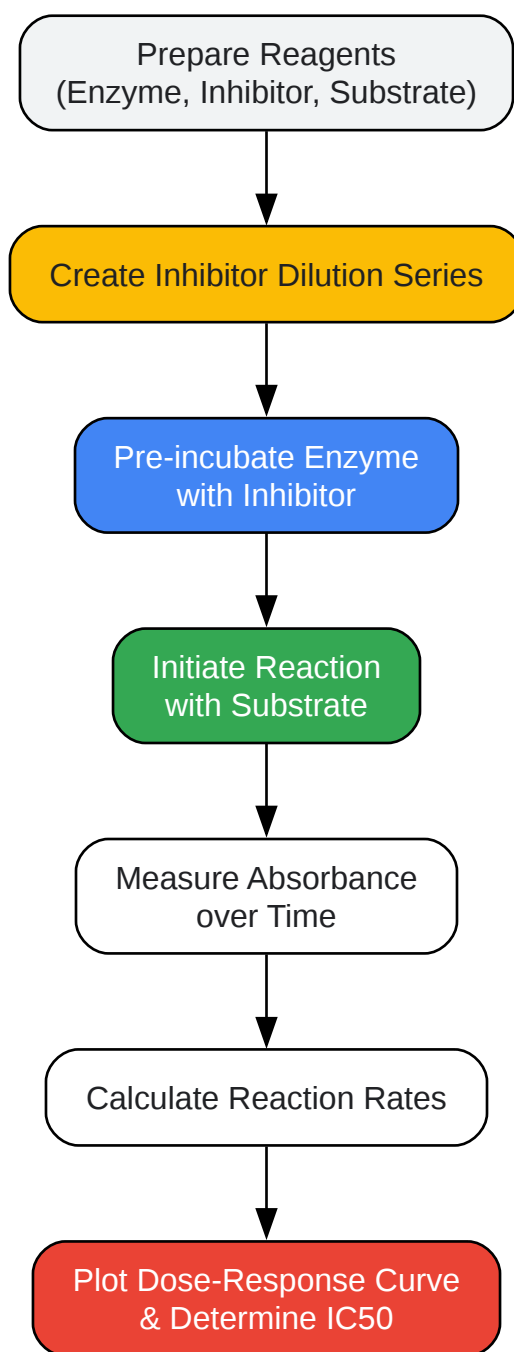 Prepare Reagents
(Enzyme, Inhibitor, Substrate)
Create Inhibitor Dilution Series
Pre-incubate Enzyme
with Inhibitor
Initiate Reaction
with Substrate
Measure Absorbance
over Time
Calculate Reaction Rates
Plot Dose-Response Curve
& Determine IC50